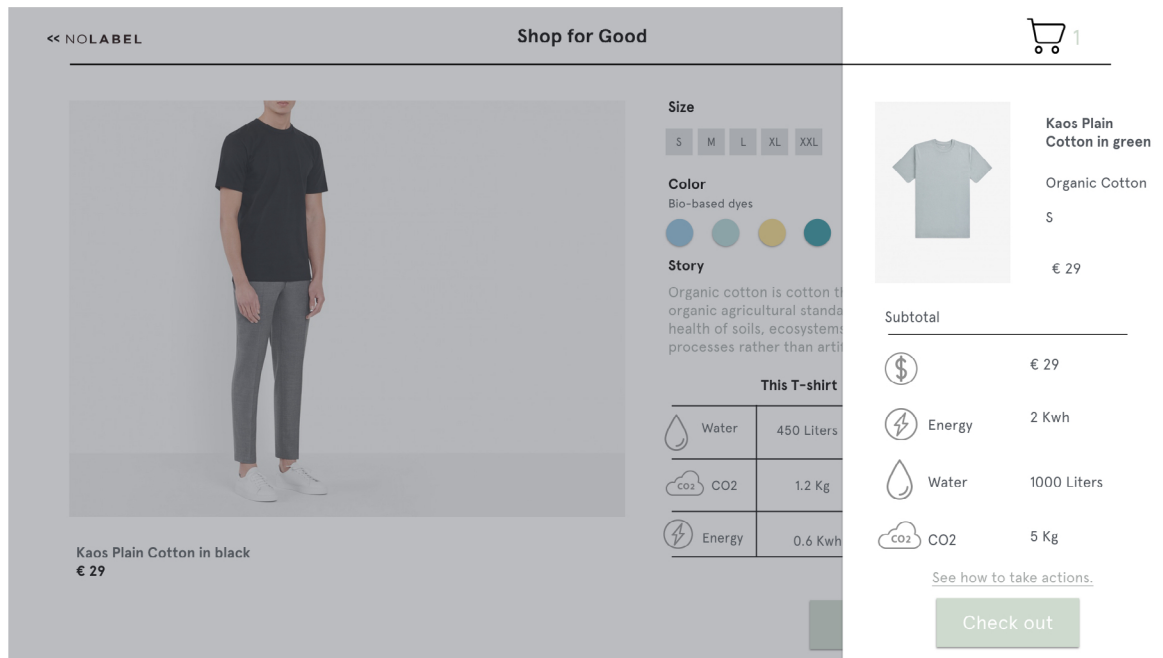 << NOLABEL
Shop for Good
1
Size
S M L XL XXL
Color
Bio-based dyes
Story
Organic cotton is cotton
organic agricultural
health of soils, ecosystems
processes rather than
This T-shirt
Water 450 Liters
CO2 CO2 1.2 Kg
Energy 0.6 Kwh
Kaos Plain Cotton in black
€ 29
Kaos Plain
Cotton in green
Organic Cotton
S
€ 29
Subtotal
$ € 29
Energy 2 Kwh
Water 1000 Liters
CO2 CO2 5 Kg
See how to take actions.
Check out